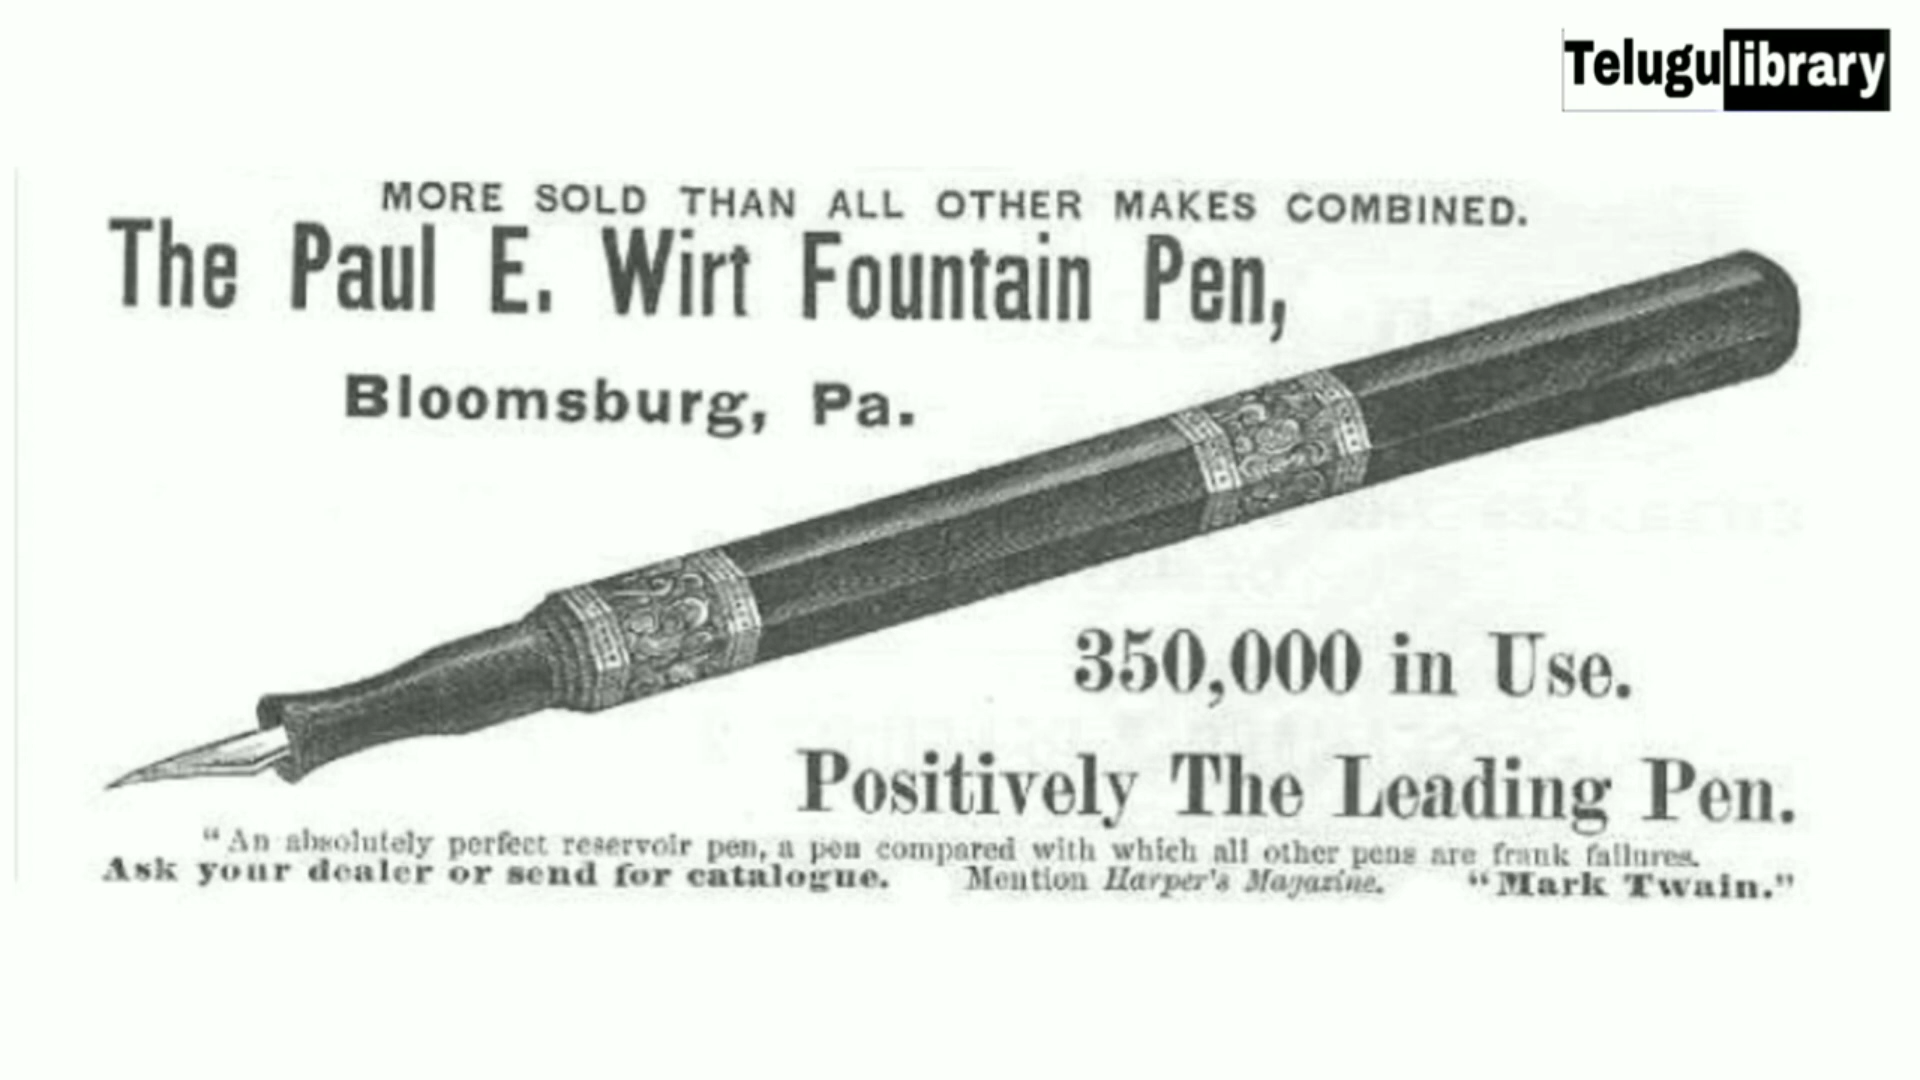 Telugulibrary
MORE SOLD THAN ALL OTHER MAKES COMBINED.
The Paul E. Wirt Fountain Pen,
Bloomsburg, Pa.
350,000 in Use.
Positively The Leading Pen.
"An absolutely perfect reservoir pen, a pen compared with which all other pens are frank failures.
Ask your dealer or send for catalogue. Mention Harper's Magazine. "Mark Twain."